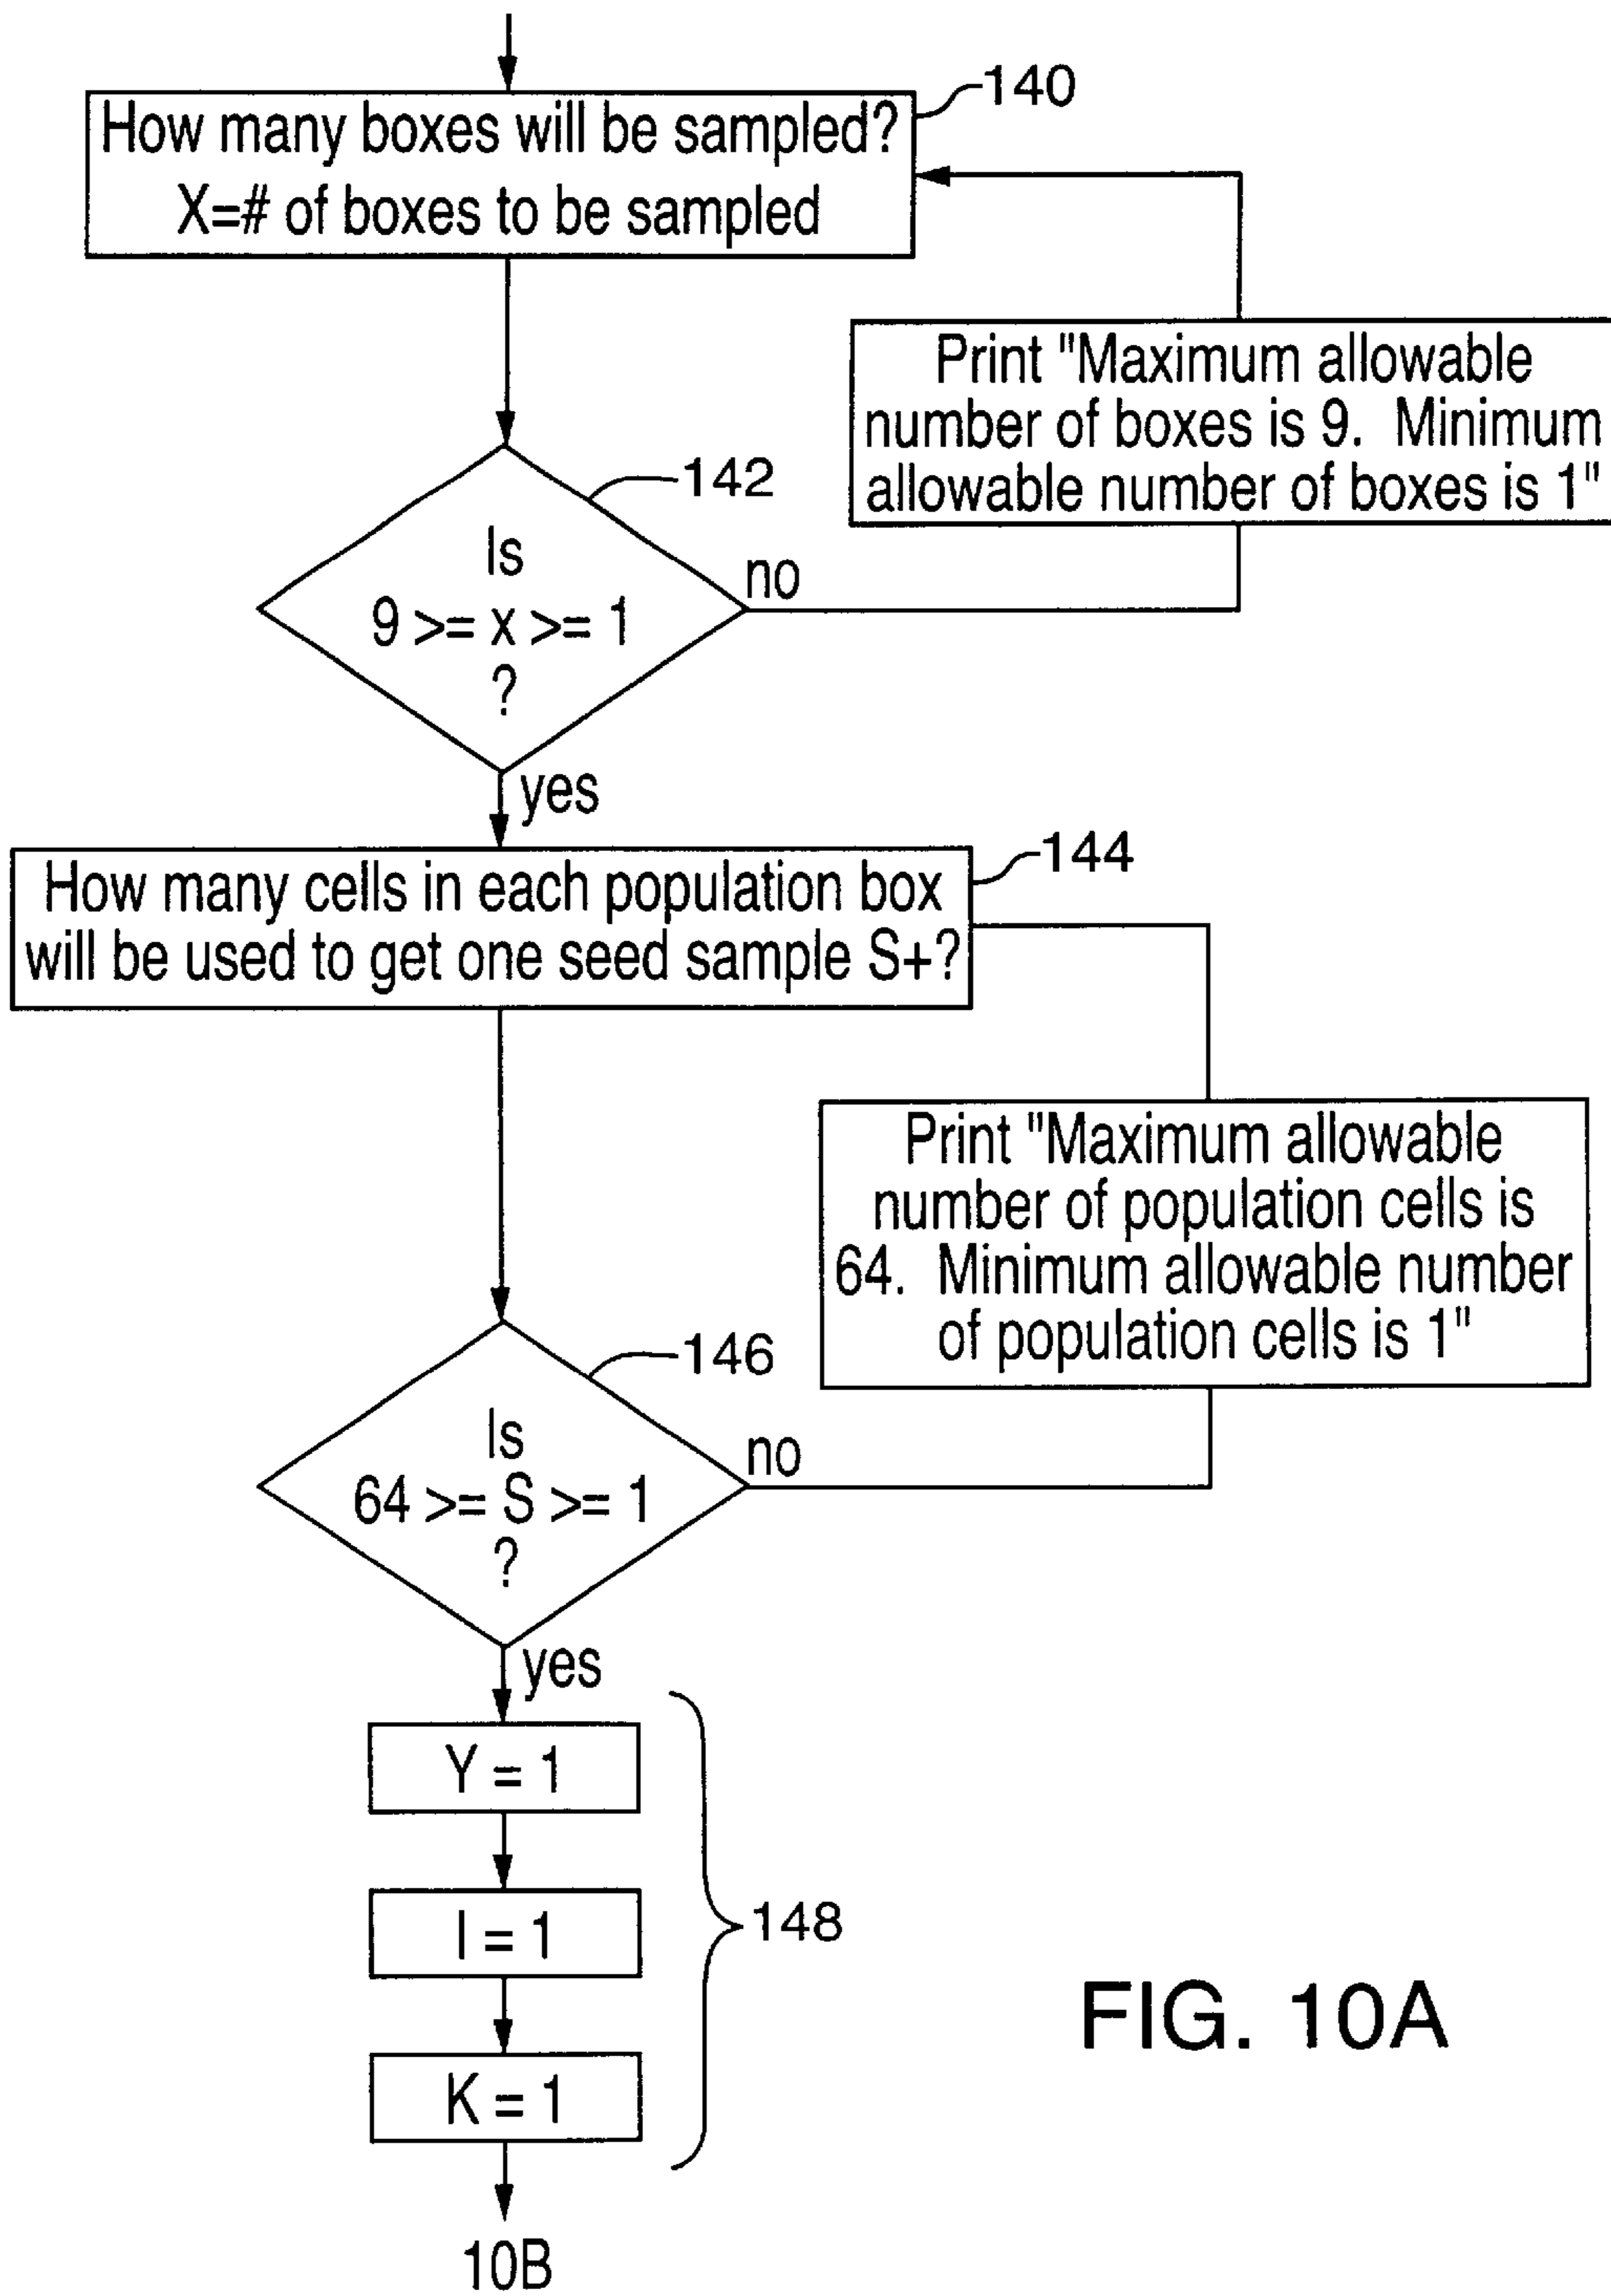 140
How many boxes will be sampled?
X=# of boxes to be sampled
Print "Maximum allowable
number of boxes is 9. Minimum
allowable number of boxes is 1"
142
Is
9 >= x >= 1
?
no
yes
144
How many cells in each population box
will be used to get one seed sample S+?
Print "Maximum allowable
number of population cells is
64. Minimum allowable number
of population cells is 1"
146
Is
64 >= S >= 1
?
no
yes
Y = 1
I = 1
K = 1
148
10B
FIG. 10A